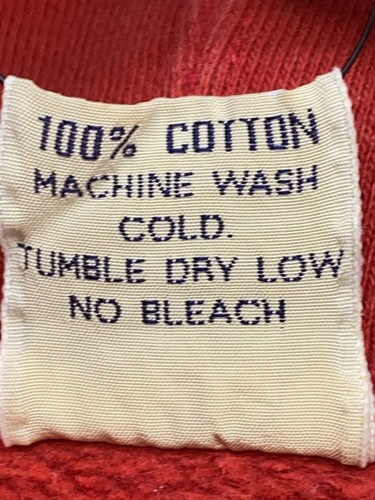 100% COTTON
MACHINE WASH
COLD.
TUMBLE DRY LOW
NO BLEACH